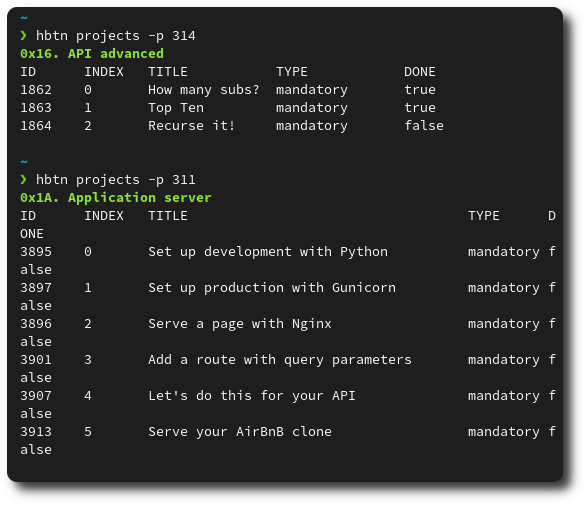 ~
❯ hbtn projects -p 314
0x16. API advanced
ID      INDEX   TITLE           TYPE            DONE
1862    0       How many subs?  mandatory       true
1863    1       Top Ten         mandatory       true
1864    2       Recurse it!     mandatory       false
~
❯ hbtn projects -p 311
0x1A. Application server
ID      INDEX   TITLE                                   TYPE      D
ONE
3895    0       Set up development with Python          mandatory f
alse
3897    1       Set up production with Gunicorn         mandatory f
alse
3896    2       Serve a page with Nginx                 mandatory f
alse
3901    3       Add a route with query parameters       mandatory f
alse
3907    4       Let's do this for your API              mandatory f
alse
3913    5       Serve your AirBnB clone                 mandatory f
alse